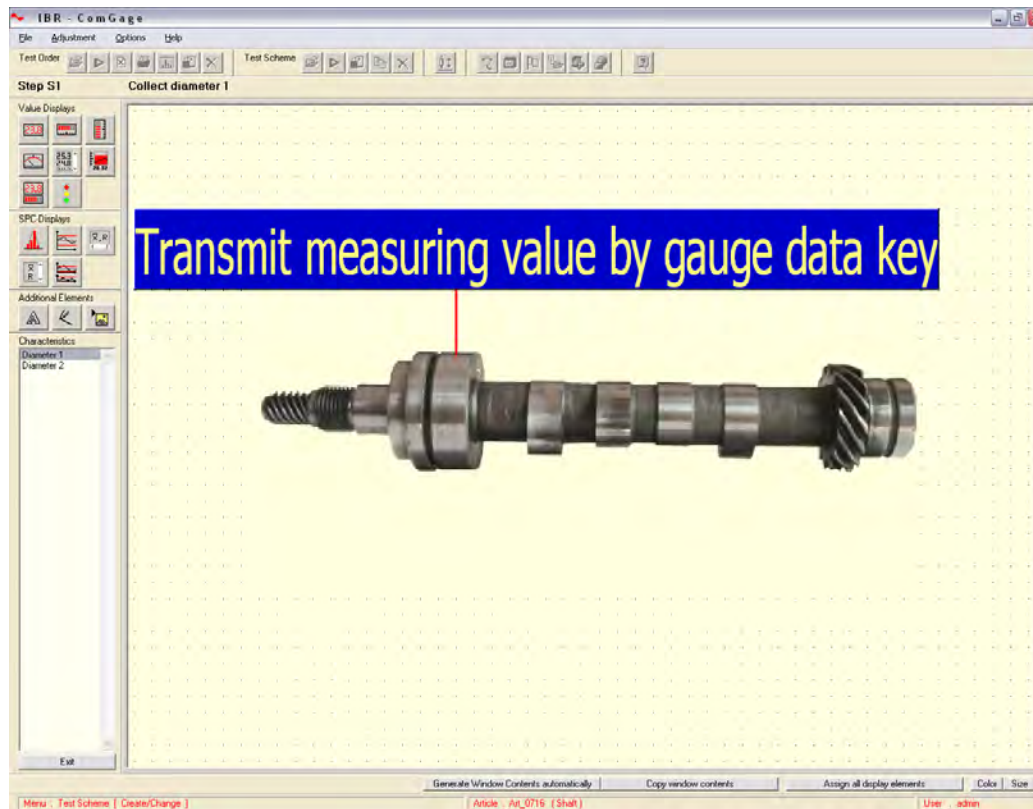 IBR - ComGage
File Adjustment Options Help
Test Order Test Scheme
Step S1 Collect diameter 1
Value Displays
SPC Displays
Additional Elements
Characteristics
Diameter 1
Diameter 2
Transmit measuring value by gauge data key
Exit
Generate Window Contents automatically Copy window contents Assign all display elements Color Size
Menu : Test Scheme [ Create/Change ] Article : Art_0716 ( Shaft ) User : admin